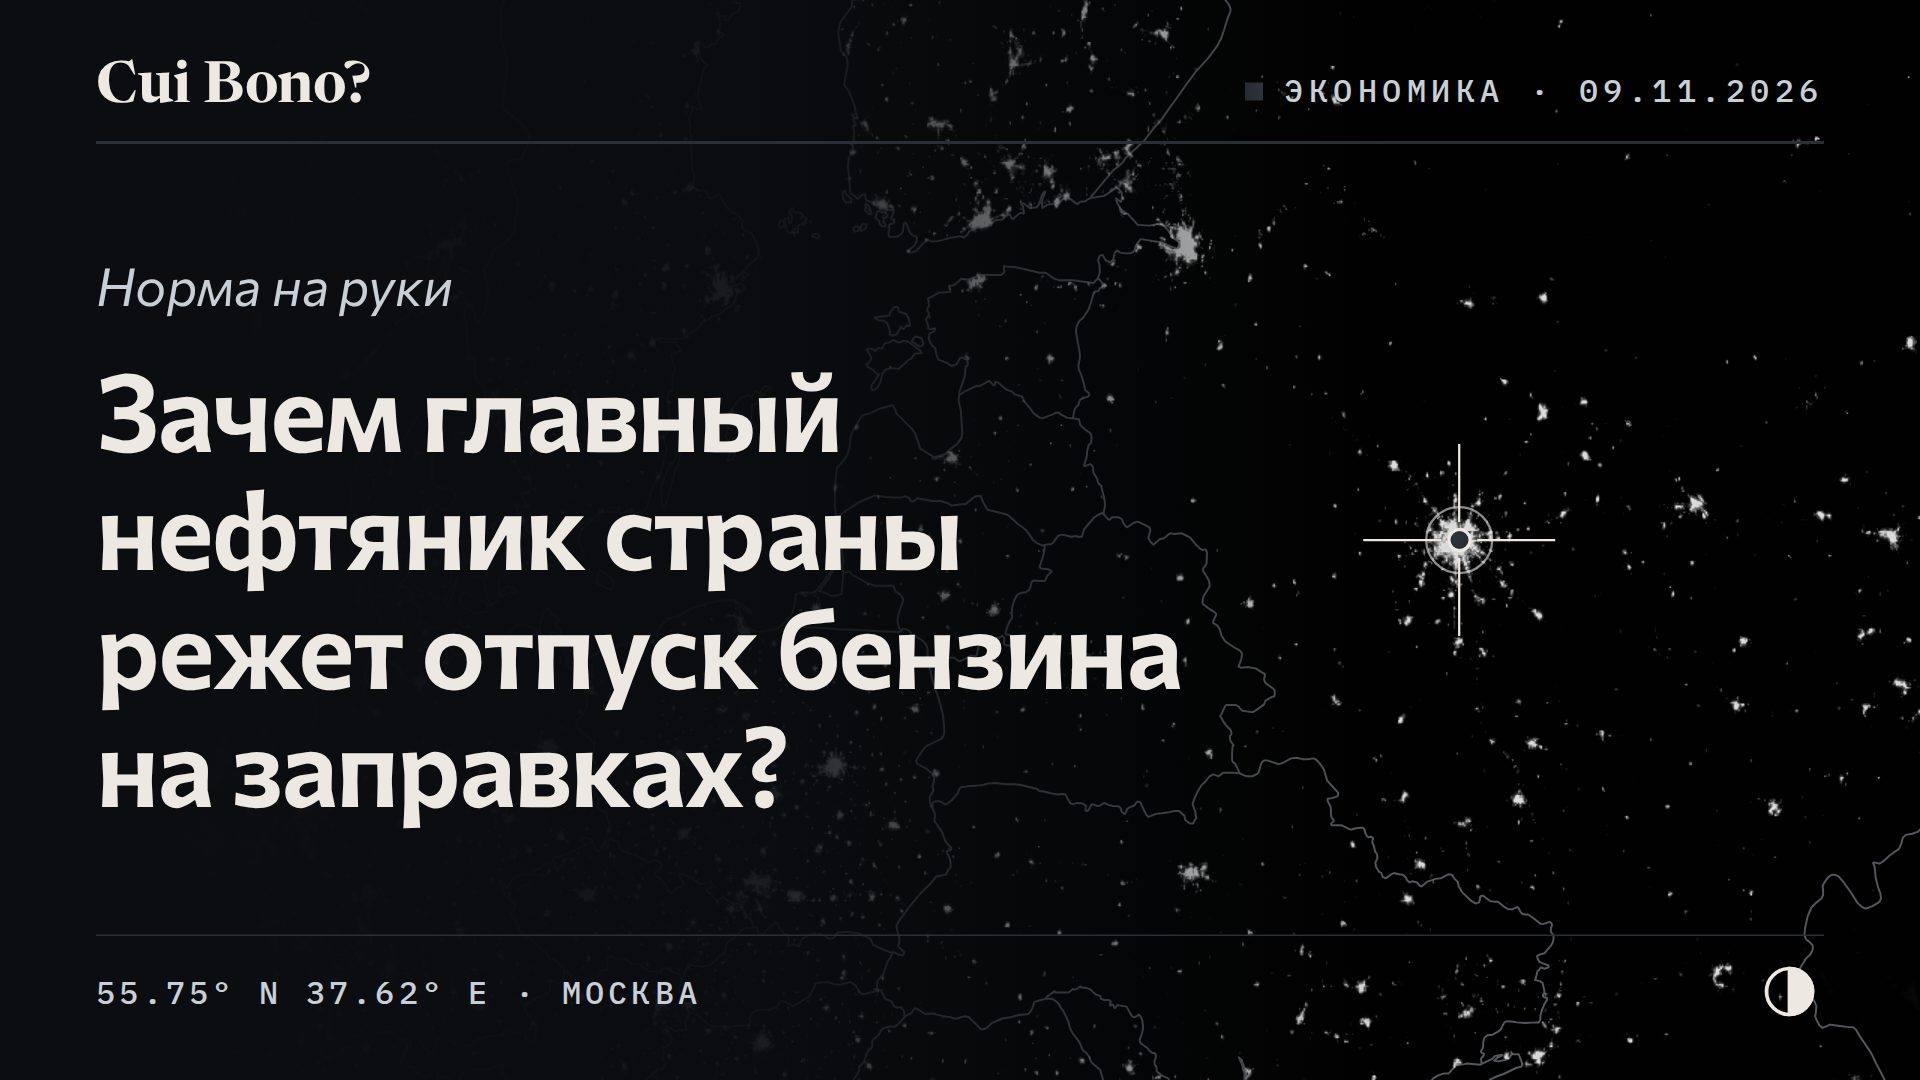 Cui Bono?
ЭКОНОМИКА · 09.11.2026
Норма на руки
Зачем главный
нефтяник страны
режет отпуск бензина
на заправках?
55.75° N 37.62° E · МОСКВА